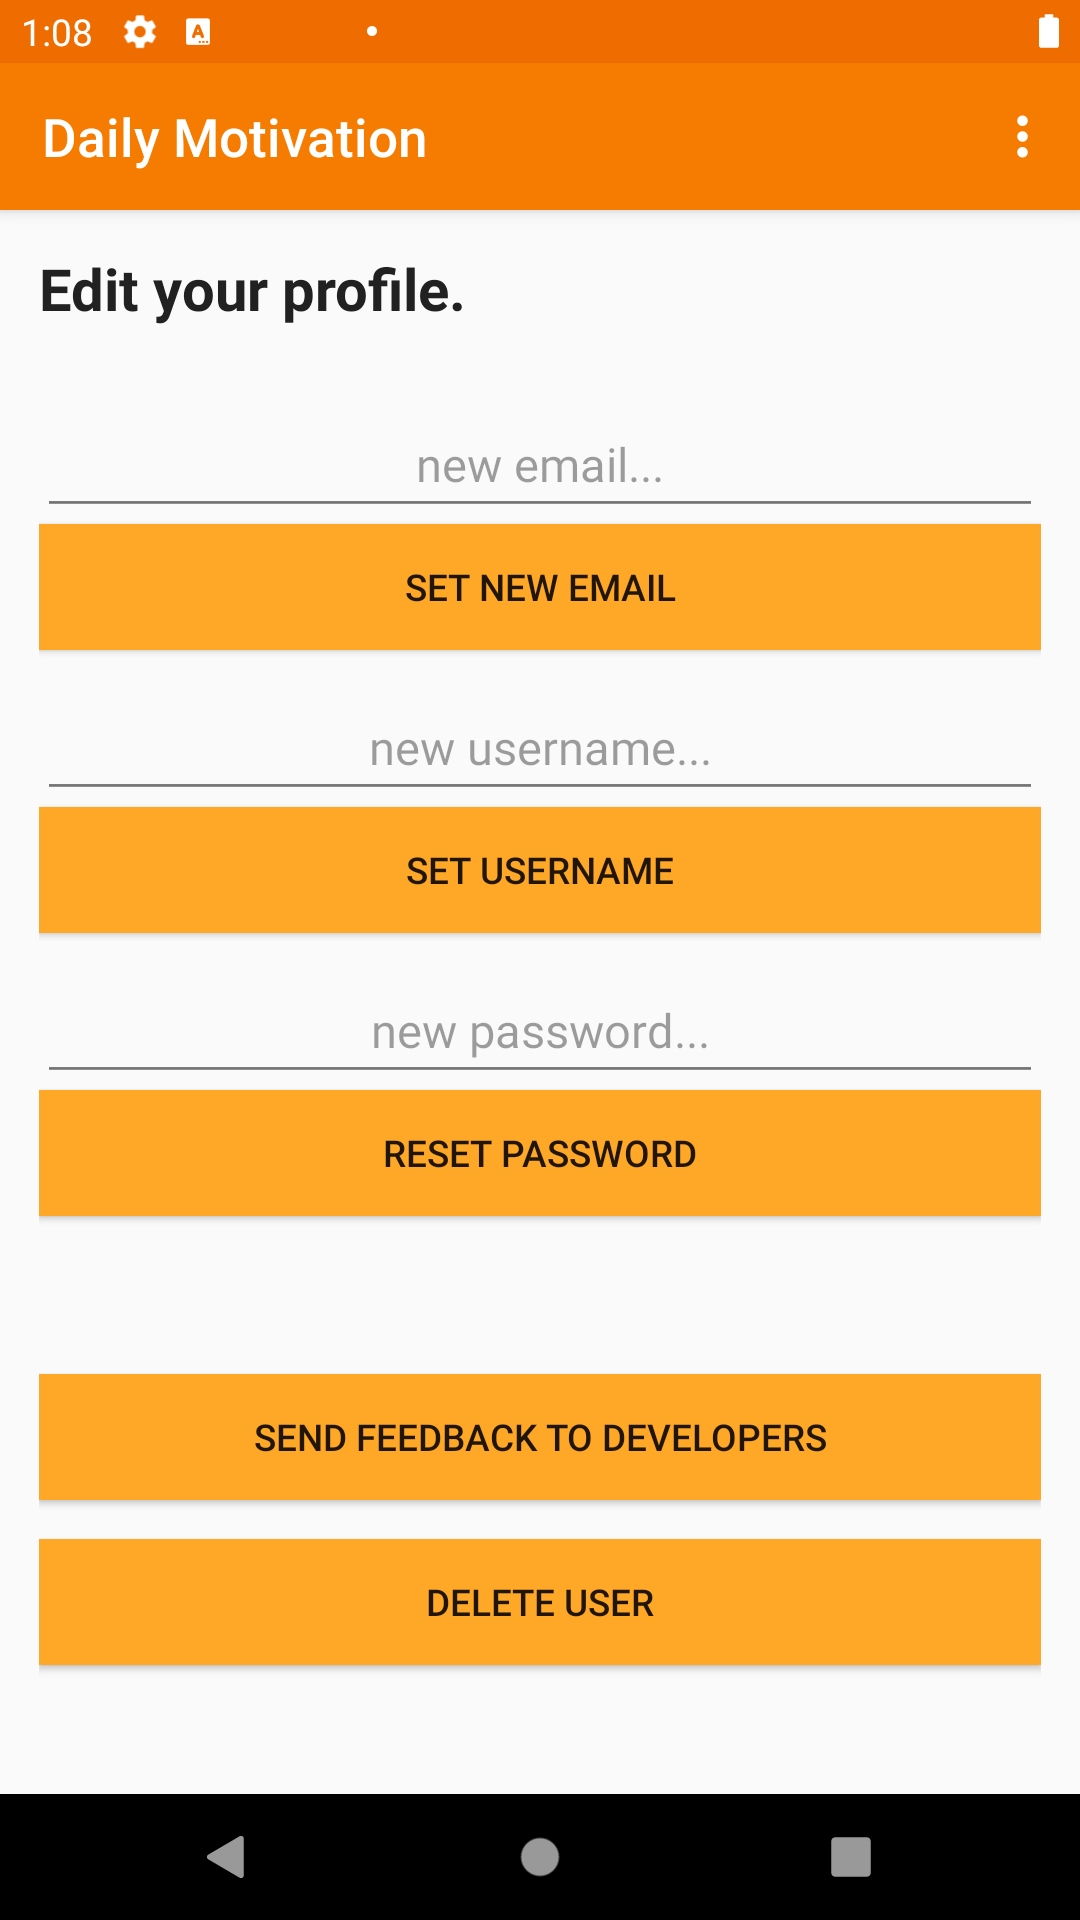 1:08
Daily Motivation
Edit your profile.
new email...
SET NEW EMAIL
new username...
SET USERNAME
new password...
RESET PASSWORD
SEND FEEDBACK TO DEVELOPERS
DELETE USER